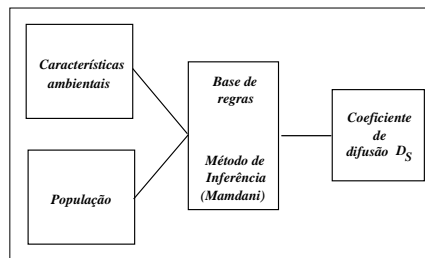 Características
ambientais
População
Base de
regras
Método de
Inferência
(Mamdani)
Coeficiente
de
difusão D_S